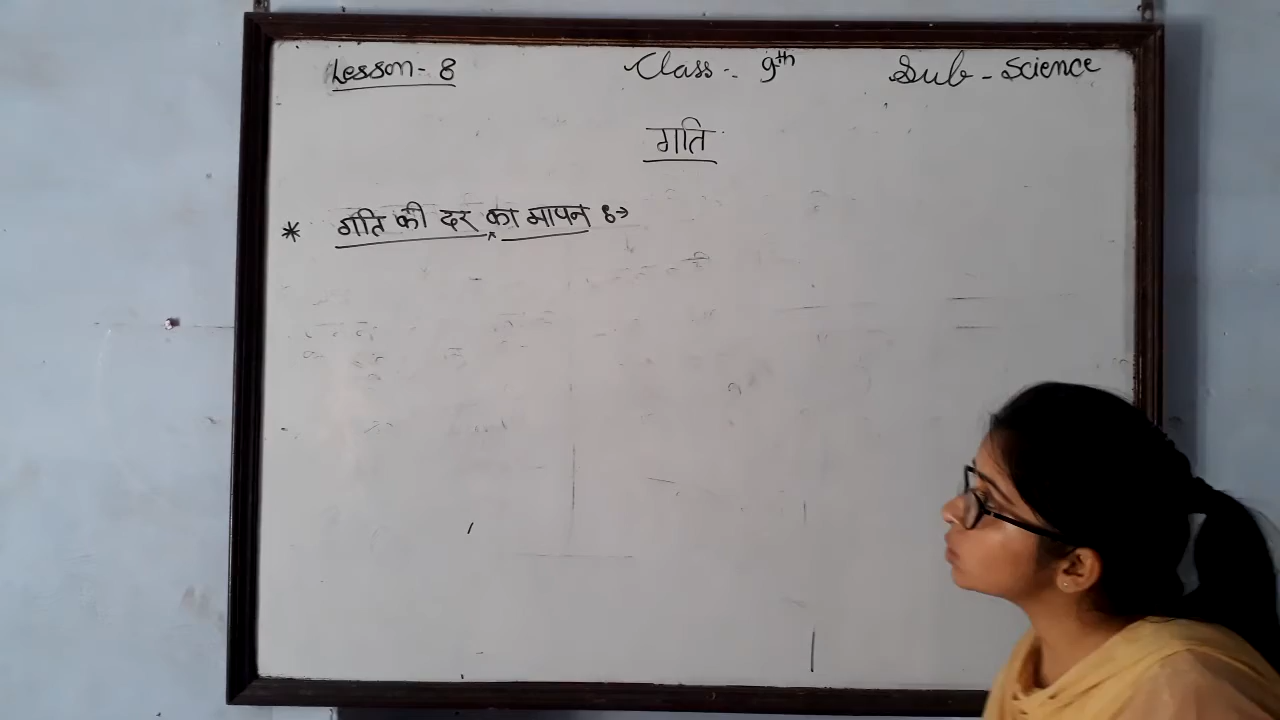 Lesson - 8 Class - 9th Sub - Science
गति
* गति की दर का मापन :→